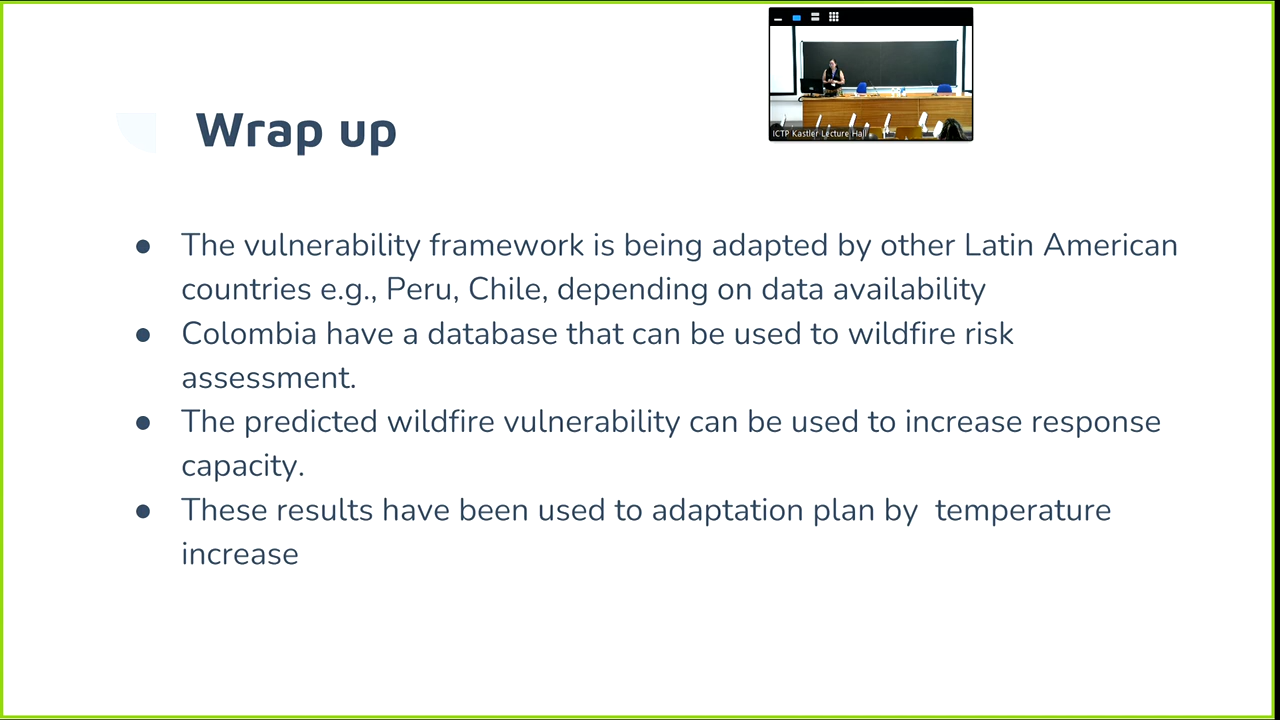 ICTP Kastler Lecture Hall
Wrap up
● The vulnerability framework is being adapted by other Latin American
countries e.g., Peru, Chile, depending on data availability
● Colombia have a database that can be used to wildfire risk
assessment.
● The predicted wildfire vulnerability can be used to increase response
capacity.
● These results have been used to adaptation plan by  temperature
increase